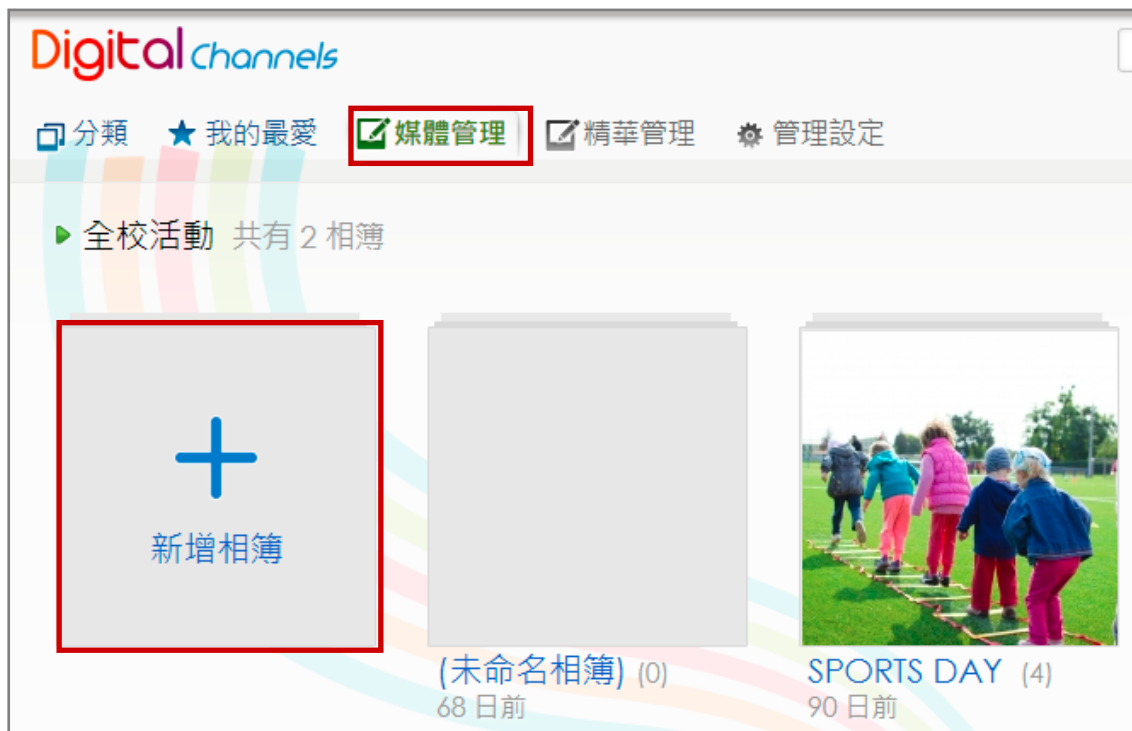 Digital Channels
分類 我的最愛 媒體管理 精華管理 管理設定
全校活動 共有 2 相簿
新增相簿
(未命名相簿) (0)
68 日前
SPORTS DAY (4)
90 日前